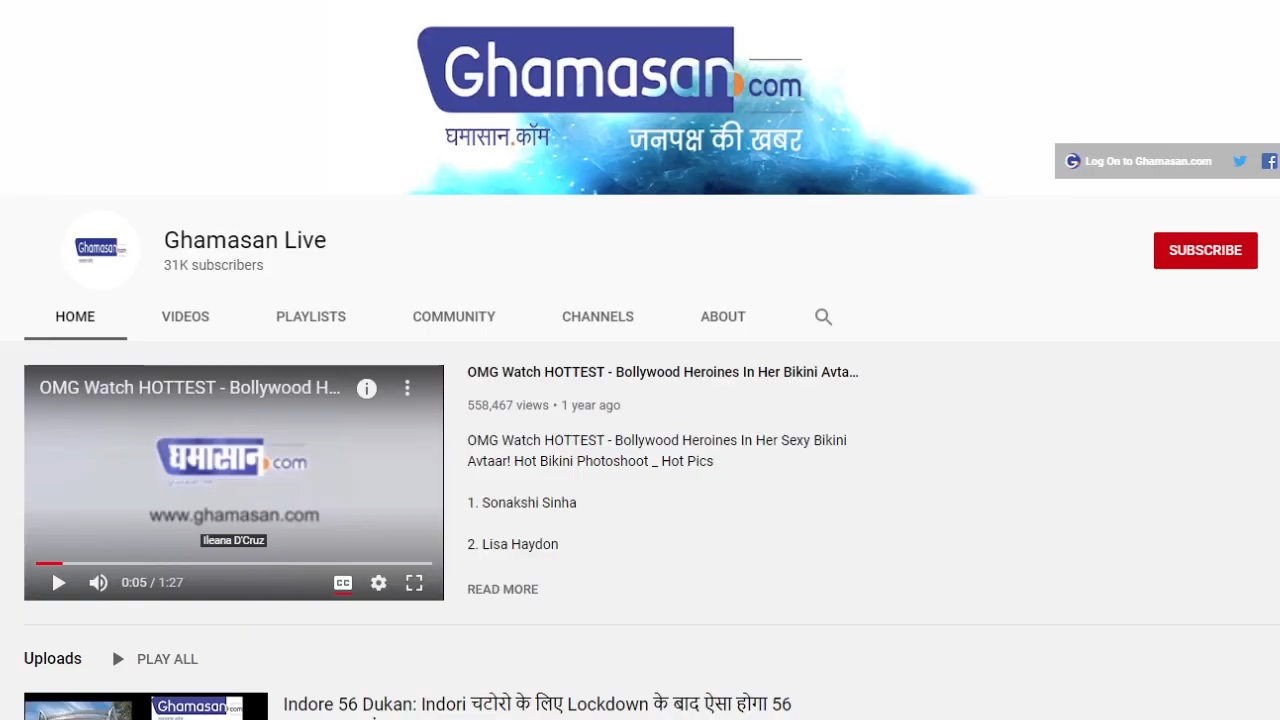 Ghamasan.com
घमासान.कॉम
जनपक्ष की खबर
Log On to Ghamasan.com
Ghamasan
Ghamasan Live
31K subscribers
SUBSCRIBE
HOME VIDEOS PLAYLISTS COMMUNITY CHANNELS ABOUT
OMG Watch HOTTEST - Bollywood H...
घमासान.com
www.ghamasan.com
Ileana D'Cruz
0:05 / 1:27
CC
OMG Watch HOTTEST - Bollywood Heroines In Her Bikini Avta...
558,467 views • 1 year ago
OMG Watch HOTTEST - Bollywood Heroines In Her Sexy Bikini
Avtaar! Hot Bikini Photoshoot _ Hot Pics
1. Sonakshi Sinha
2. Lisa Haydon
READ MORE
Uploads PLAY ALL
Ghamasan
Indore 56 Dukan: Indori चटोरो के लिए Lockdown के बाद ऐसा होगा 56